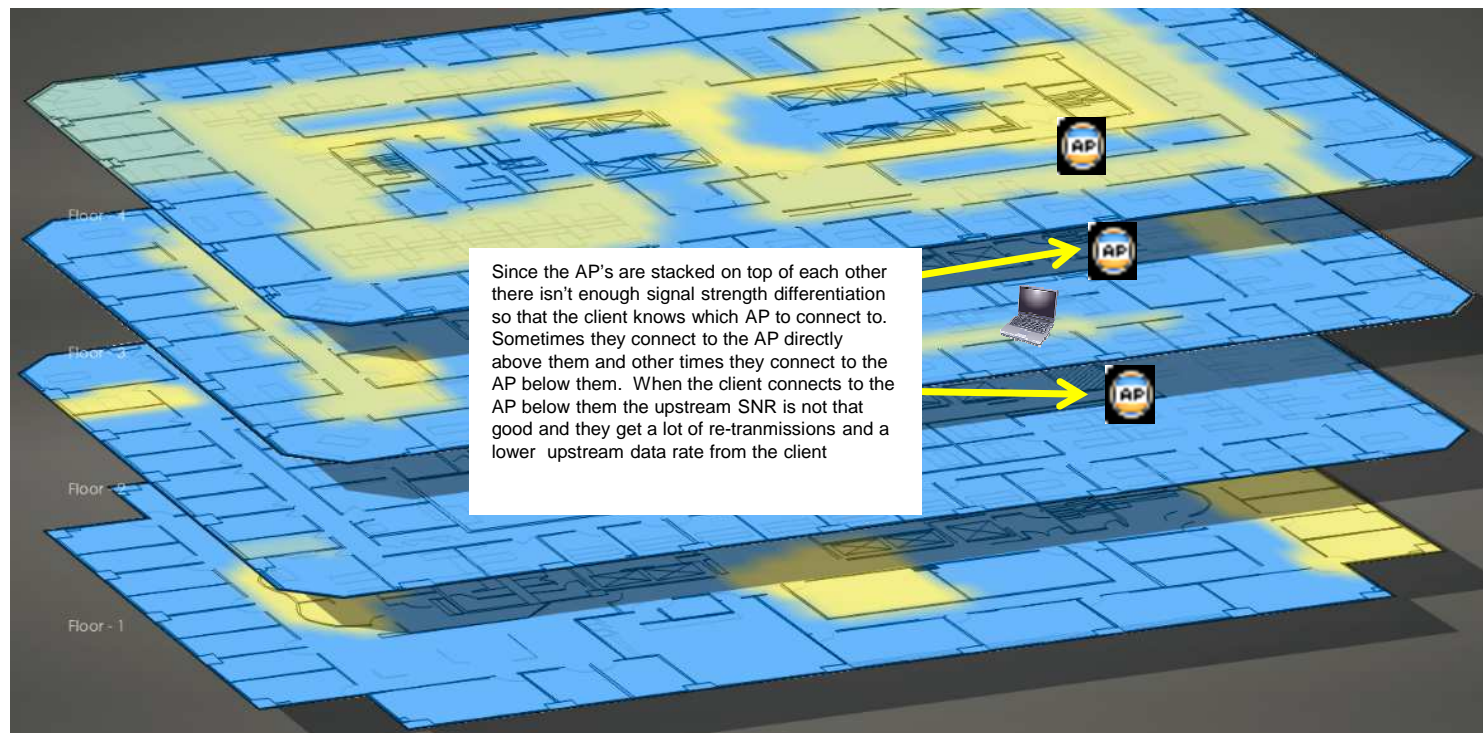 AP
Floor - 4
AP
Since the AP's are stacked on top of each other
there isn't enough signal strength differentiation
so that the client knows which AP to connect to.
Sometimes they connect to the AP directly
above them and other times they connect to the
AP below them.  When the client connects to the
AP below them the upstream SNR is not that
good and they get a lot of re-tranmissions and a
lower  upstream data rate from the client
Floor - 3
AP
Floor - 2
Floor - 1